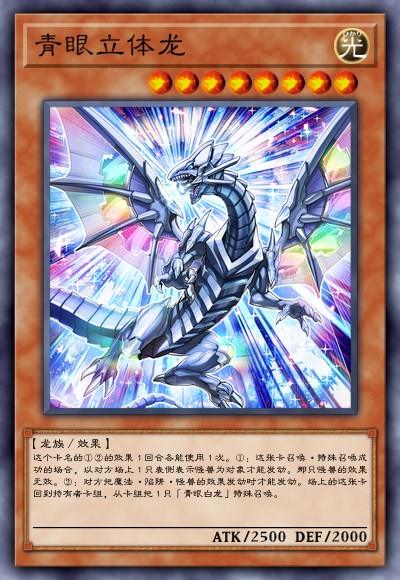 青眼立体龙
ひかり
光
【龙族／效果】
这个卡名的①②的效果1回合各能使用1次。①：这张卡召唤·特殊召唤成
功的场合，以对方场上1只表侧表示怪兽为对象才能发动。那只怪兽的效果
无效。②：对方把魔法·陷阱·怪兽的效果发动时才能发动。场上的这张卡
回到持有者卡组，从卡组把1只「青眼白龙」特殊召唤。
ATK/2500 DEF/2000